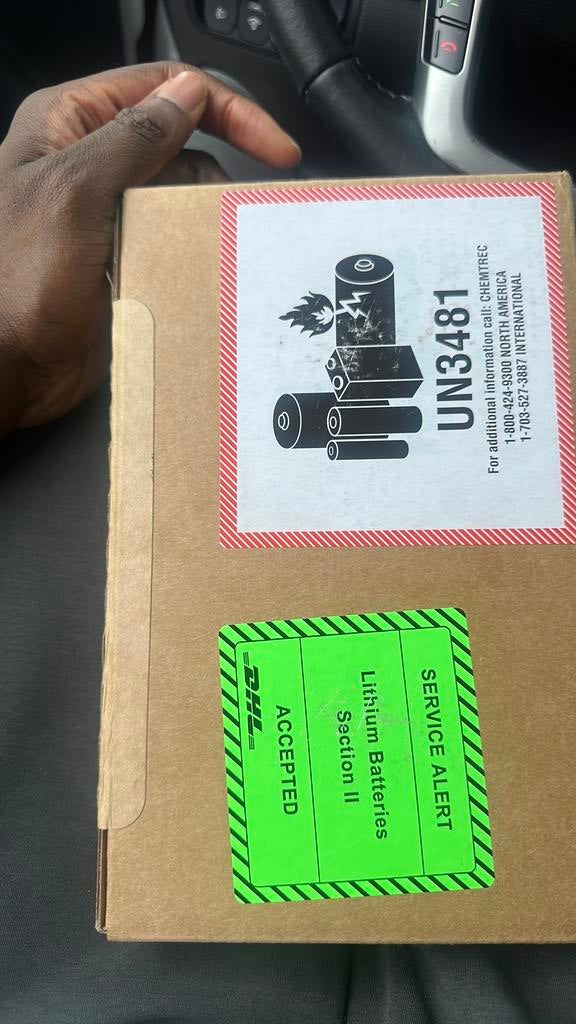 UN3481
For additional information call: CHEMTREC
1-800-424-9300 NORTH AMERICA
1-703-527-3887 INTERNATIONAL
SERVICE ALERT
Lithium Batteries
Section II
ACCEPTED
DHL